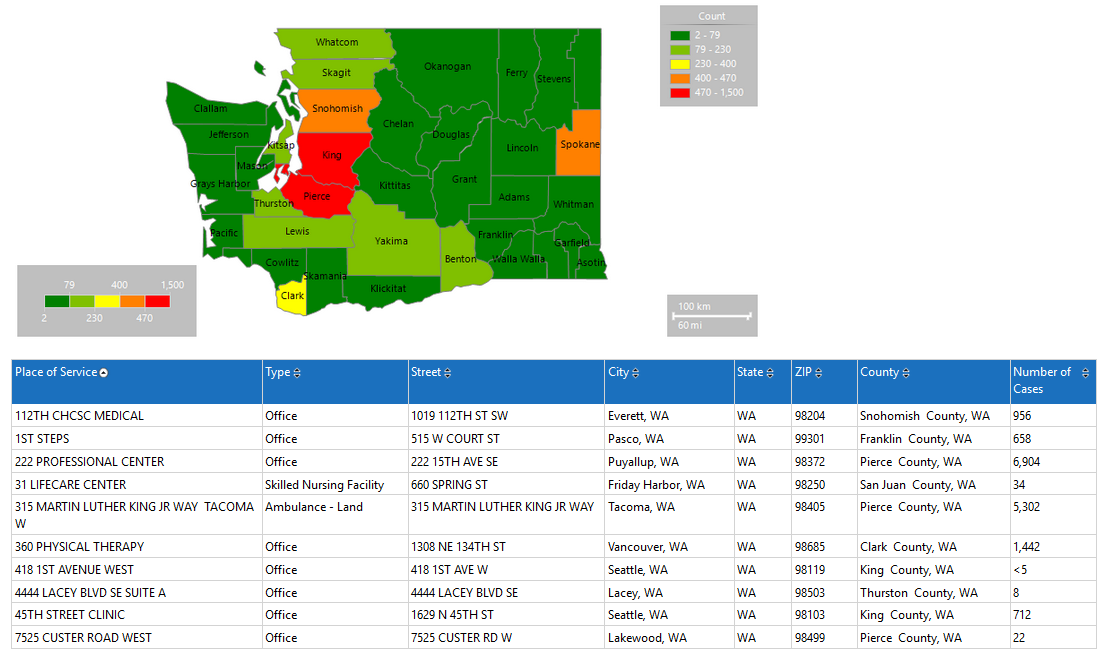 Count
2 - 79
79 - 230
230 - 400
400 - 470
470 - 1,500
Whatcom
Okanogan
Ferry
Stevens
Skagit
Clallam
Snohomish
Chelan
Jefferson
Douglas
Kitsap
King
Lincoln
Spokane
Mason
Grays Harbor
Kittitas
Grant
Pierce
Adams
Thurston
Whitman
Pacific
Lewis
Yakima
Franklin
Garfield
Cowlitz
Benton
Walla Walla
Asotin
Skamania
Klickitat
Clark
79 400 1,500
2 230 470
100 km
60 mi
Place of Service Type Street City State ZIP County Number of
Cases
112TH CHCSC MEDICAL Office 1019 112TH ST SW Everett, WA WA 98204 Snohomish County, WA 956
1ST STEPS Office 515 W COURT ST Pasco, WA WA 99301 Franklin County, WA 658
222 PROFESSIONAL CENTER Office 222 15TH AVE SE Puyallup, WA WA 98372 Pierce County, WA 6,904
31 LIFECARE CENTER Skilled Nursing Facility 660 SPRING ST Friday Harbor, WA WA 98250 San Juan County, WA 34
315 MARTIN LUTHER KING JR WAY TACOMA Ambulance - Land 315 MARTIN LUTHER KING JR WAY Tacoma, WA WA 98405 Pierce County, WA 5,302
W
360 PHYSICAL THERAPY Office 1308 NE 134TH ST Vancouver, WA WA 98685 Clark County, WA 1,442
418 1ST AVENUE WEST Office 418 1ST AVE W Seattle, WA WA 98119 King County, WA <5
4444 LACEY BLVD SE SUITE A Office 4444 LACEY BLVD SE Lacey, WA WA 98503 Thurston County, WA 8
45TH STREET CLINIC Office 1629 N 45TH ST Seattle, WA WA 98103 King County, WA 712
7525 CUSTER ROAD WEST Office 7525 CUSTER RD W Lakewood, WA WA 98499 Pierce County, WA 22